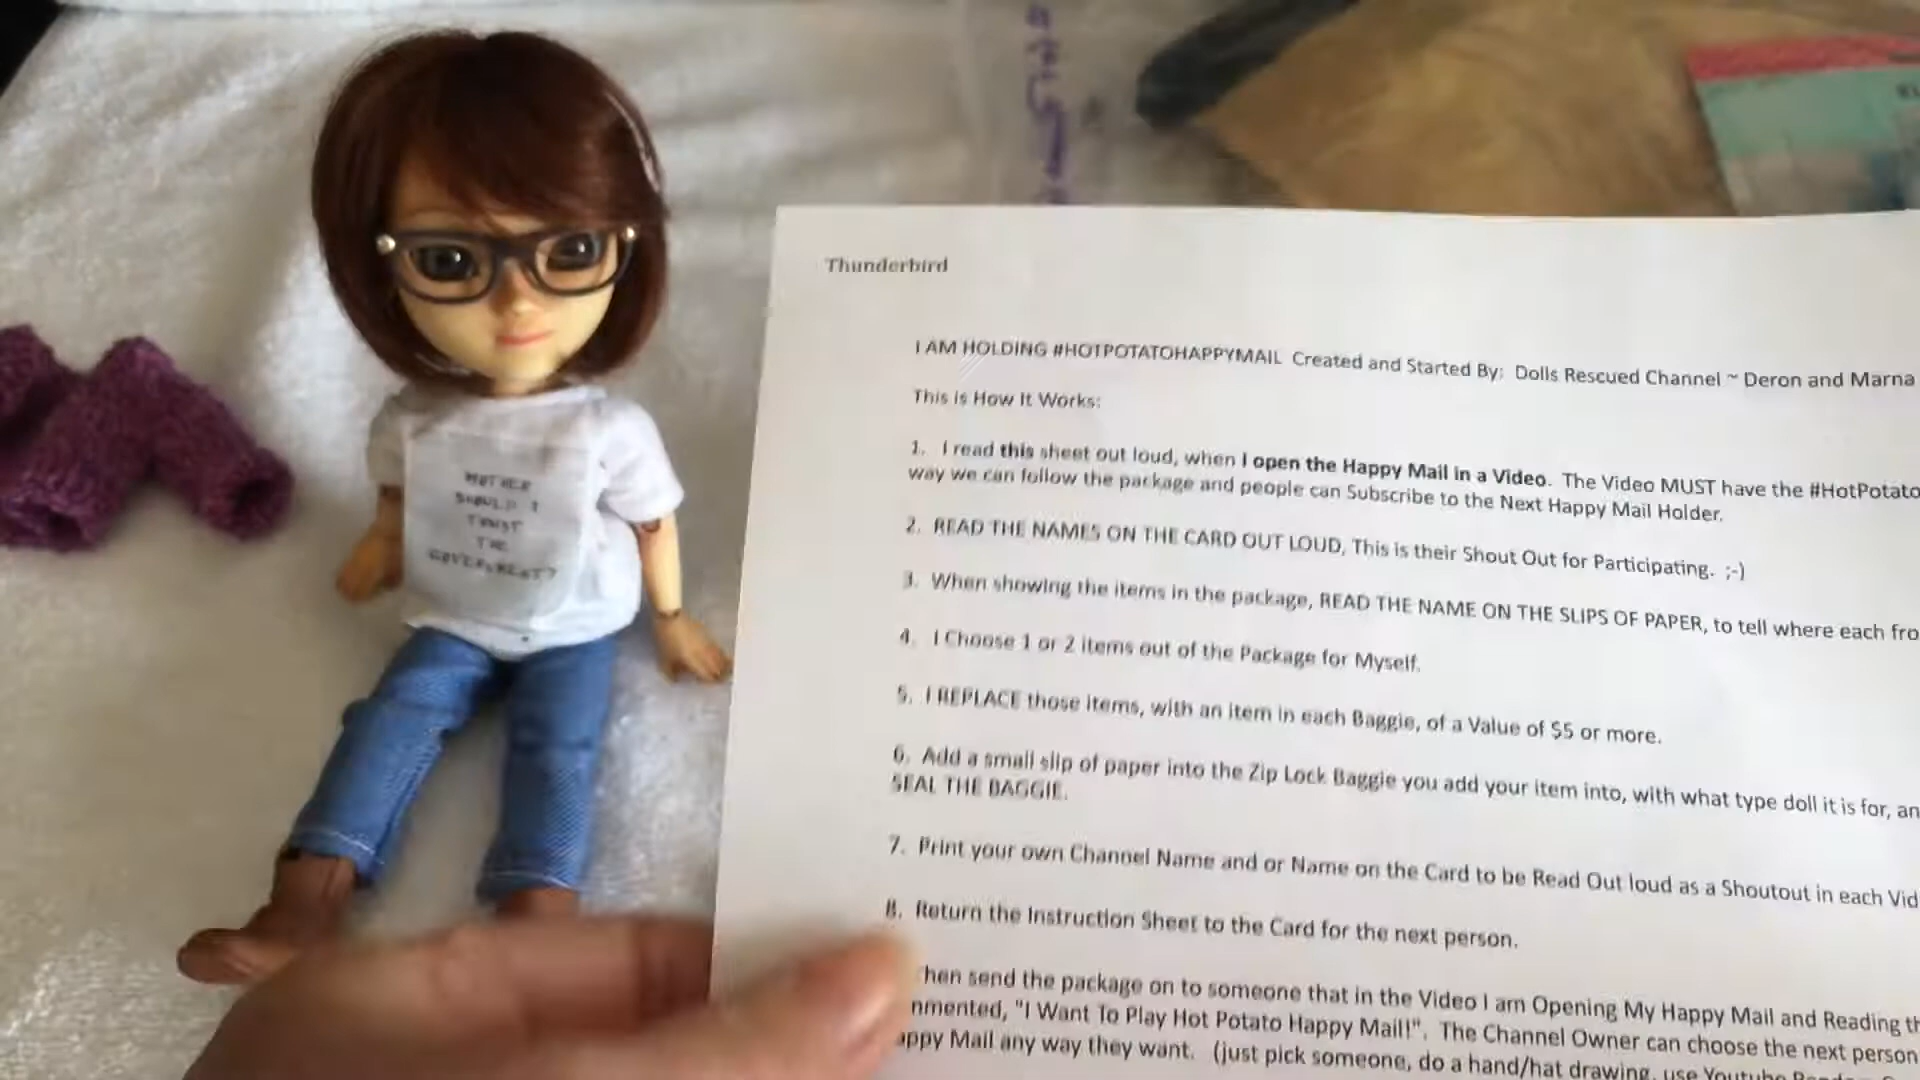 Thunderbird
I AM HOLDING #HOTPOTATOHAPPYMAIL Created and Started By: Dolls Rescued Channel ~ Deron and Marna
This is How It Works:
1. I read this sheet out loud, when I open the Happy Mail in a Video. The Video MUST have the #HotPotato
way we can follow the package and people can Subscribe to the Next Happy Mail Holder.
2. READ THE NAMES ON THE CARD OUT LOUD, This is their Shout Out for Participating. ;-)
3. When showing the items in the package, READ THE NAME ON THE SLIPS OF PAPER, to tell where each fro
4. I Choose 1 or 2 items out of the Package for Myself.
5. I REPLACE those items, with an item in each Baggie, of a Value of $5 or more.
6. Add a small slip of paper into the Zip Lock Baggie you add your item into, with what type doll it is for, an
SEAL THE BAGGIE.
7. Print your own Channel Name and or Name on the Card to be Read Out loud as a Shoutout in each Vid
8. Return the Instruction Sheet to the Card for the next person.
hen send the package on to someone that in the Video I am Opening My Happy Mail and Reading th
nmented, "I Want To Play Hot Potato Happy Mail!". The Channel Owner can choose the next person
appy Mail any way they want. (just pick someone, do a hand/hat drawing, use Youtube
MOTHER
SHOULD I
TRUST
THE
GOVERNMENT?